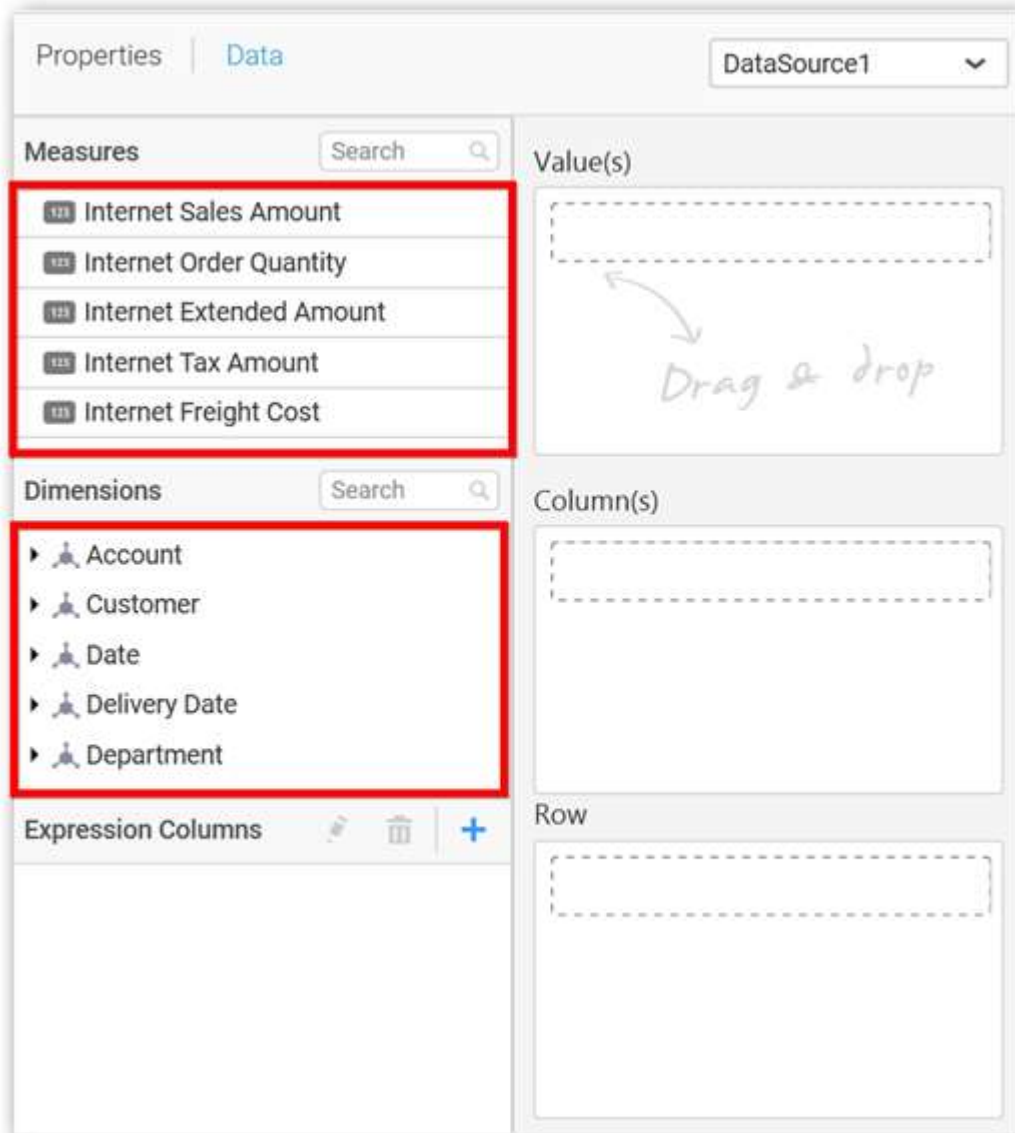 Properties
Data
DataSource1
Measures
Search
Internet Sales Amount
Internet Order Quantity
Internet Extended Amount
Internet Tax Amount
Internet Freight Cost
Dimensions
Search
Account
Customer
Date
Delivery Date
Department
Expression Columns
Value(s)
Drag & drop
Column(s)
Row